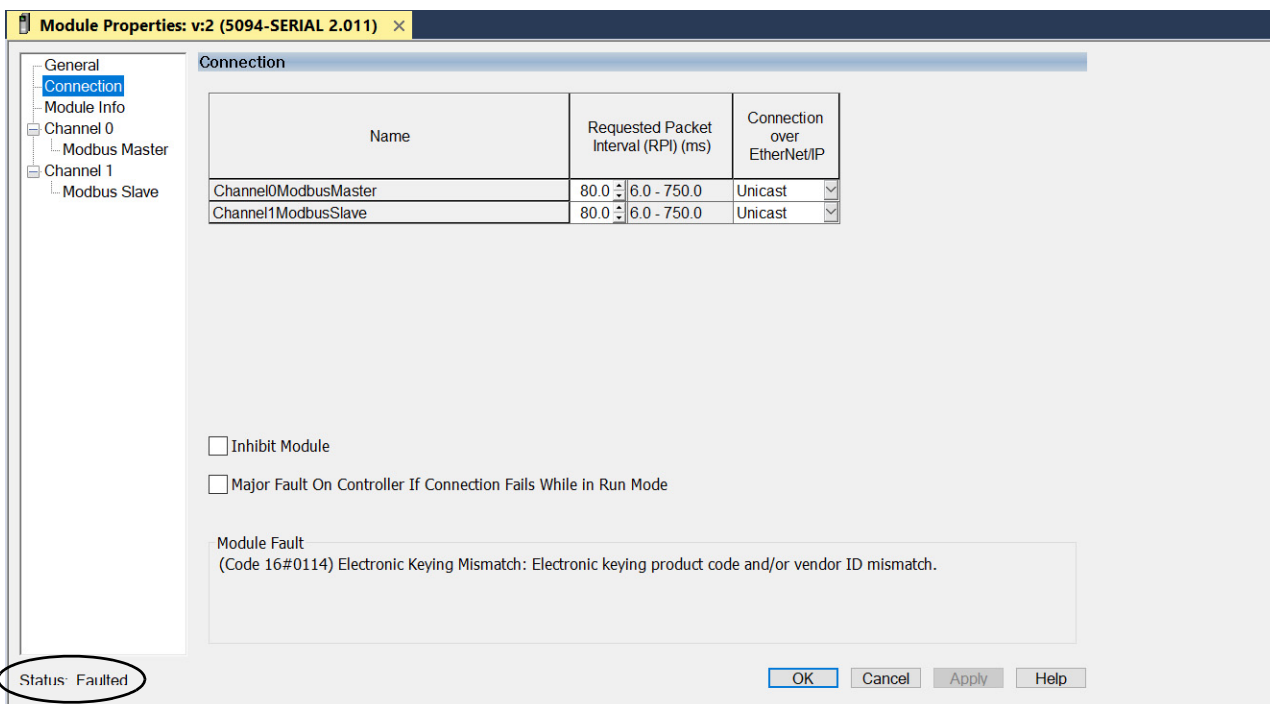 Module Properties: v:2 (5094-SERIAL 2.011) ×
General
Connection
Module Info
Channel 0
Modbus Master
Channel 1
Modbus Slave
Connection
Name
Requested Packet
Interval (RPI) (ms)
Connection
over
EtherNet/IP
Channel0ModbusMaster 80.0 6.0 - 750.0 Unicast
Channel1ModbusSlave 80.0 6.0 - 750.0 Unicast
Inhibit Module
Major Fault On Controller If Connection Fails While in Run Mode
Module Fault
(Code 16#0114) Electronic Keying Mismatch: Electronic keying product code and/or vendor ID mismatch.
Status: Faulted
OK Cancel Apply Help